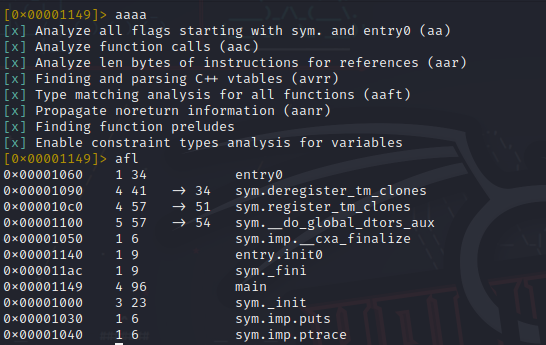 [0×00001149]> aaaa
[x] Analyze all flags starting with sym. and entry0 (aa)
[x] Analyze function calls (aac)
[x] Analyze len bytes of instructions for references (aar)
[x] Finding and parsing C++ vtables (avrr)
[x] Type matching analysis for all functions (aaft)
[x] Propagate noreturn information (aanr)
[x] Finding function preludes
[x] Enable constraint types analysis for variables
[0×00001149]> afl
0×00001060 1 34 entry0
0×00001090 4 41 → 34 sym.deregister_tm_clones
0×000010c0 4 57 → 51 sym.register_tm_clones
0×00001100 5 57 → 54 sym.__do_global_dtors_aux
0×00001050 1 6 sym.imp.__cxa_finalize
0×00001140 1 9 entry.init0
0×000011ac 1 9 sym._fini
0×00001149 4 96 main
0×00001000 3 23 sym._init
0×00001030 1 6 sym.imp.puts
0×00001040 1 6 sym.imp.ptrace